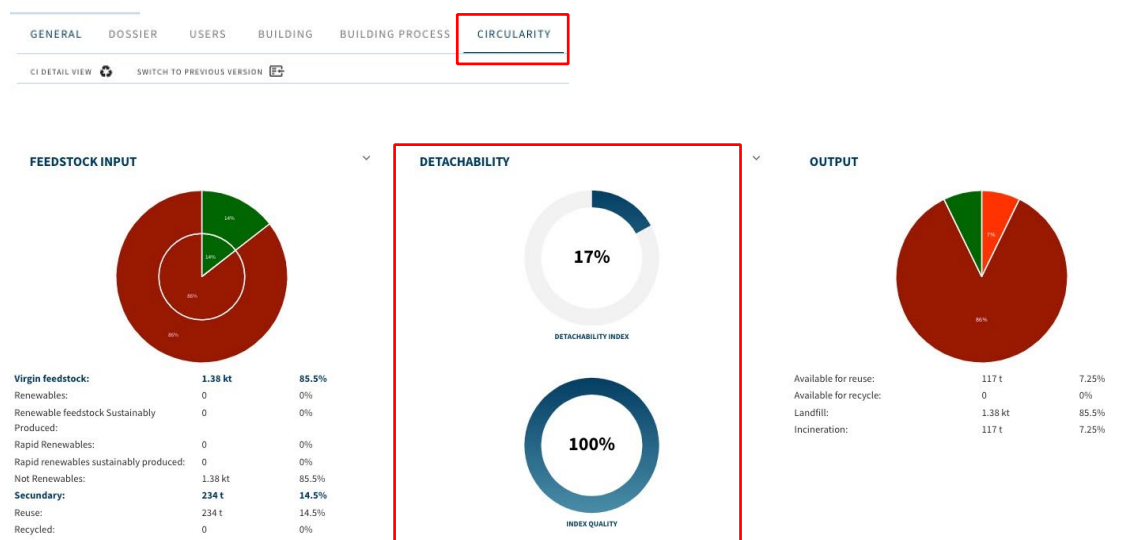 GENERAL DOSSIER USERS BUILDING BUILDING PROCESS CIRCULARITY
CI DETAIL VIEW SWITCH TO PREVIOUS VERSION
FEEDSTOCK INPUT
14%
14%
86%
86%
Virgin feedstock: 1.38 kt 85.5%
Renewables: 0 0%
Renewable feedstock Sustainably 0 0%
Produced:
Rapid Renewables: 0 0%
Rapid renewables sustainably produced: 0 0%
Not Renewables: 1.38 kt 85.5%
Secundary: 234 t 14.5%
Reuse: 234 t 14.5%
Recycled: 0 0%
DETACHABILITY
17%
DETACHABILITY INDEX
100%
INDEX QUALITY
OUTPUT
7%
86%
Available for reuse: 117 t 7.25%
Available for recycle: 0 0%
Landfill: 1.38 kt 85.5%
Incineration: 117 t 7.25%